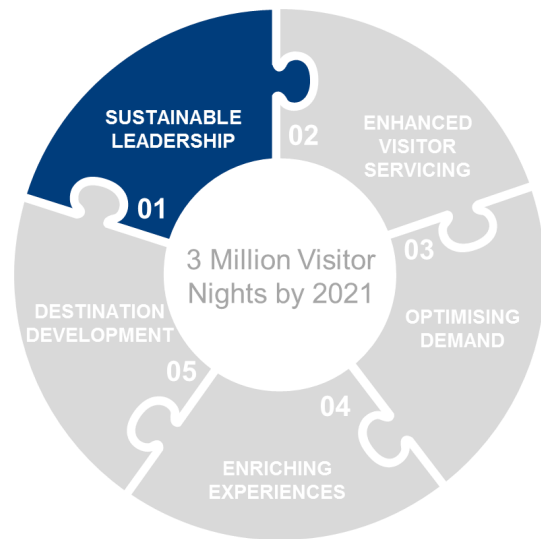 SUSTAINABLE
LEADERSHIP
01
02
ENHANCED
VISITOR
SERVICING
03
OPTIMISING
DEMAND
04
ENRICHING
EXPERIENCES
05
DESTINATION
DEVELOPMENT
3 Million Visitor
Nights by 2021